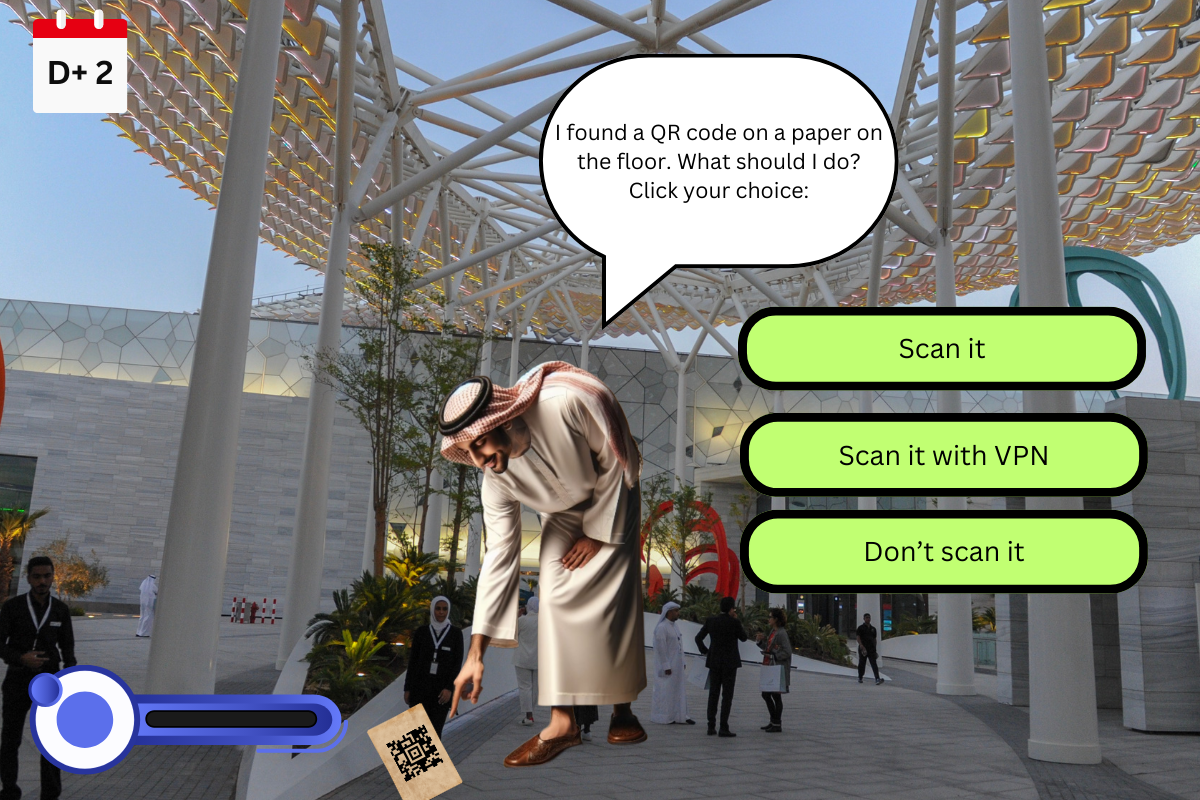 D+ 2
I found a QR code on a paper on
the floor. What should I do?
Click your choice:
Scan it
Scan it with VPN
Don’t scan it